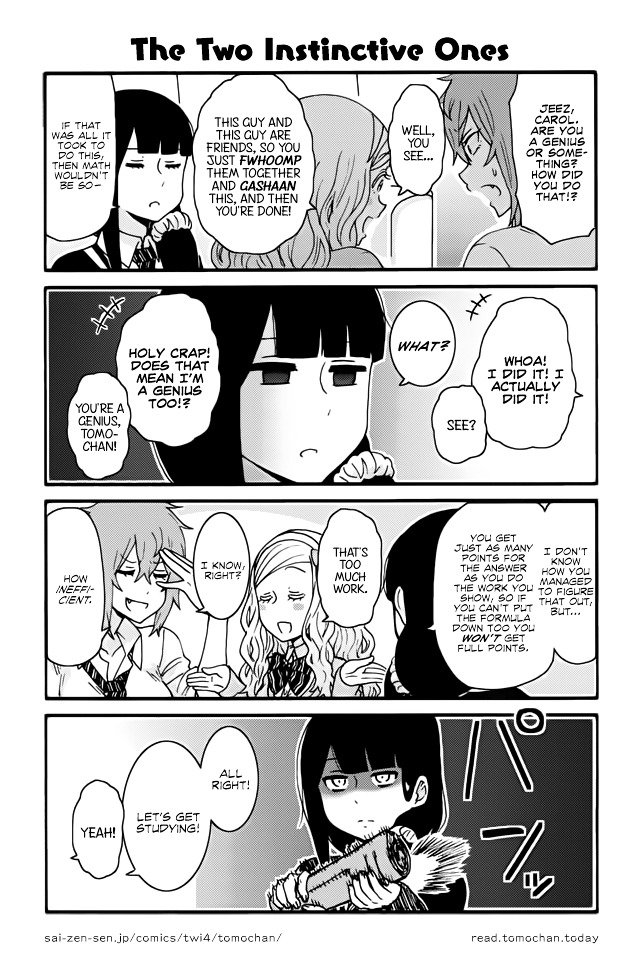 The Two Instinctive Ones
JEEZ,
CAROL.
ARE YOU
A GENIUS
OR SOME-
THING?
HOW DID
YOU DO
THAT!?
WELL,
YOU
SEE...
THIS GUY AND
THIS GUY ARE
FRIENDS, SO YOU
JUST FWHOOMP
THEM TOGETHER
AND GASHAAN
THIS, AND THEN
YOU'RE DONE!
IF THAT
WAS ALL IT
TOOK TO
DO THIS,
THEN MATH
WOULDN'T
BE SO-
WHOA!
I DID IT! I
ACTUALLY
DID IT!
SEE?
WHAT?
HOLY CRAP!
DOES THAT
MEAN I'M
A GENIUS
TOO!?
YOU'RE A
GENIUS,
TOMO-
CHAN!
I DON'T
KNOW HOW
YOU MANAGED
TO FIGURE
THAT OUT,
BUT...
YOU GET
JUST AS MANY
POINTS FOR
THE ANSWER
AS YOU DO
THE WORK YOU
SHOW, SO IF
YOU CAN'T PUT
THE FORMULA
DOWN TOO YOU
WON'T GET
FULL POINTS.
THAT'S
TOO
MUCH
WORK.
I KNOW,
RIGHT?
HOW
INEFFI-
CIENT.
パンッ
ALL
RIGHT!
LET'S GET
STUDYING!
YEAH!
sai-zen-sen.jp/comics/twi4/tomochan/
read.tomochan.today